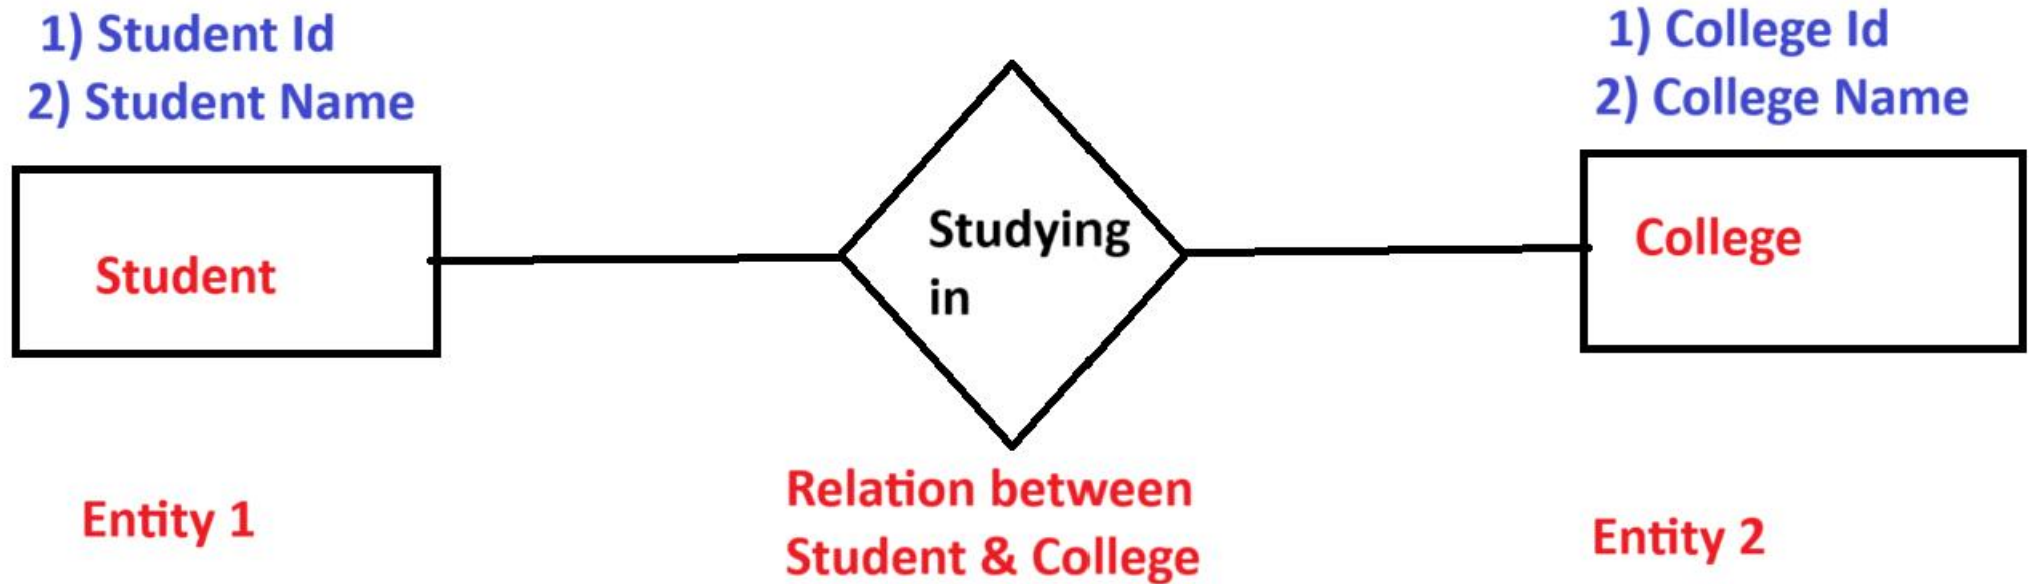 1) Student Id
2) Student Name
Student
Entity 1
Studying
in
Relation between
Student & College
1) College Id
2) College Name
College
Entity 2